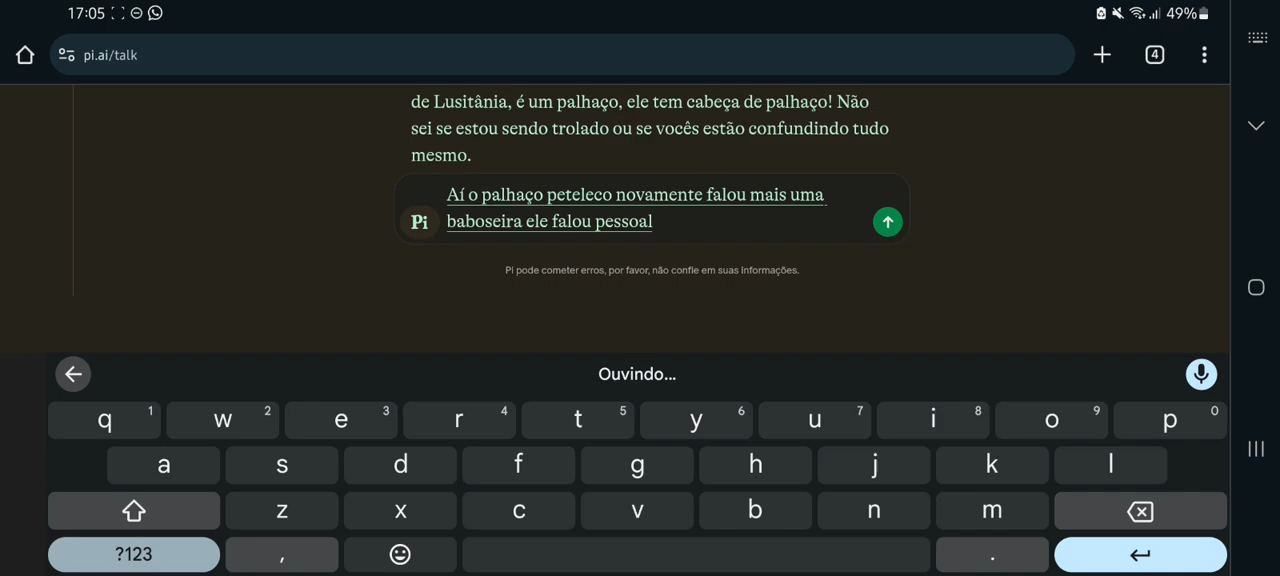 17:05
49%
pi.ai/talk
4
de Lusitânia, é um palhaço, ele tem cabeça de palhaço! Não
sei se estou sendo trolado ou se vocês estão confundindo tudo
mesmo.
Aí o palhaço peteleco novamente falou mais uma
Pi baboseira ele falou pessoal
Pi pode cometer erros, por favor, não confie em suas informações.
Ouvindo...
q 1 w 2 e 3 r 4 t 5 y 6 u 7 i 8 o 9 p 0
a s d f g h j k l
z x c v b n m
?123 , .